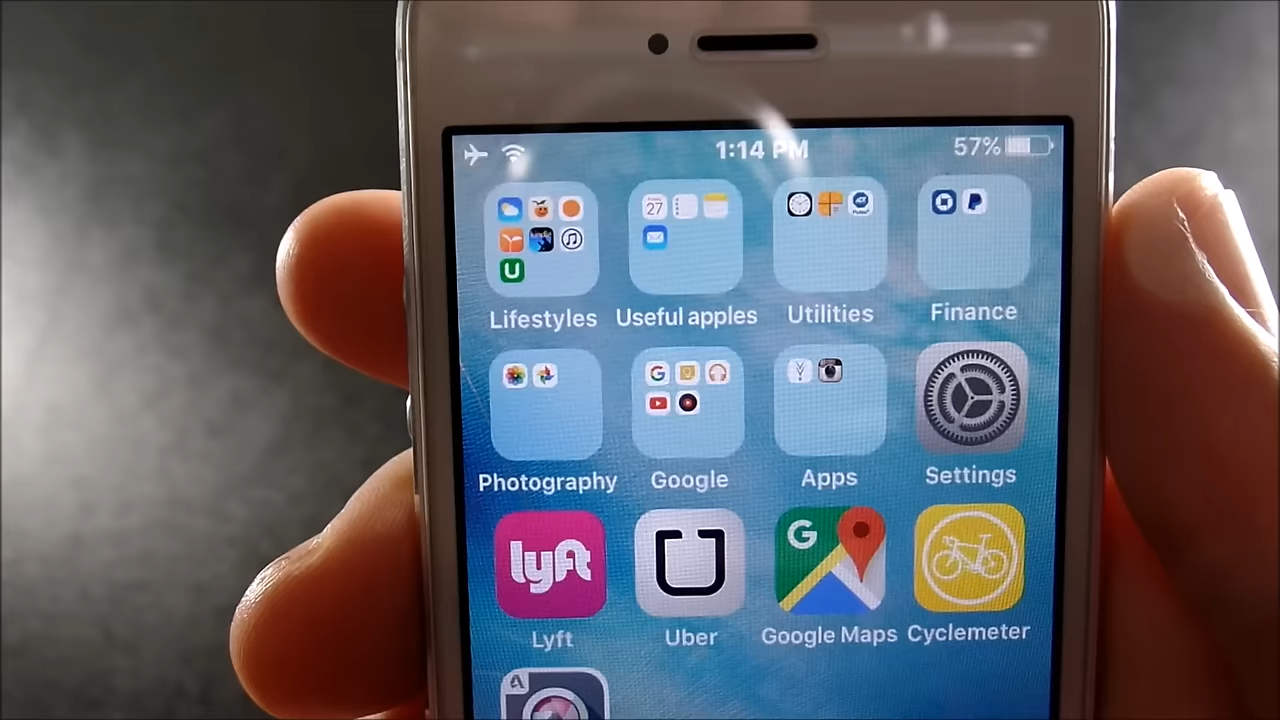 1:14 PM 57%
27
U
Lifestyles Useful apples Utilities Finance
G
Photography Google Apps Settings
lyft
G
Lyft Uber Google Maps Cyclemeter
A